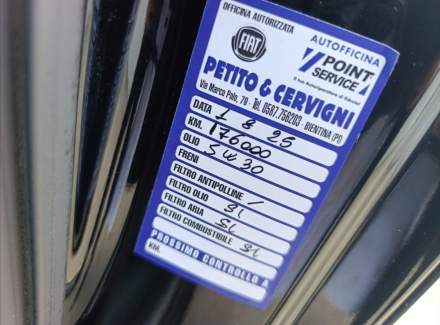 OFFICINA AUTORIZZATA
FIAT
AUTOFFICINA
POINT
SERVICE
PETITO & CERVIGNI
Via Marco Polo, 79 - Tel. 0587.756203 - BIENTINA (PI)
DATA 1 8 25
KM. 176000
OLIO 5W30
FRENI
FILTRO ANTIPOLLINE /
FILTRO OLIO SI
FILTRO ARIA SI
FILTRO COMBUSTIBILE SI
PROSSIMO CONTROLLO A
KM.